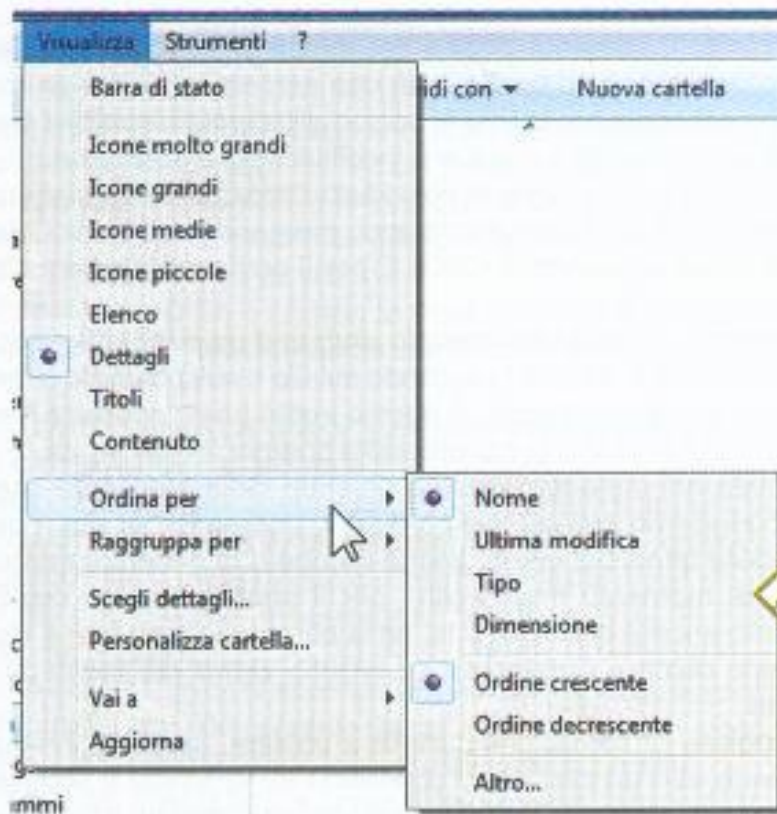 Visualizza Strumenti ?
Barra di stato
idi con Nuova cartella
Icone molto grandi
Icone grandi
Icone medie
Icone piccole
Elenco
Dettagli
Titoli
Contenuto
Ordina per
Raggruppa per
Scegli dettagli...
Personalizza cartella...
Vai a
Aggiorna
Nome
Ultima modifica
Tipo
Dimensione
Ordine crescente
Ordine decrescente
Altro...
ammi